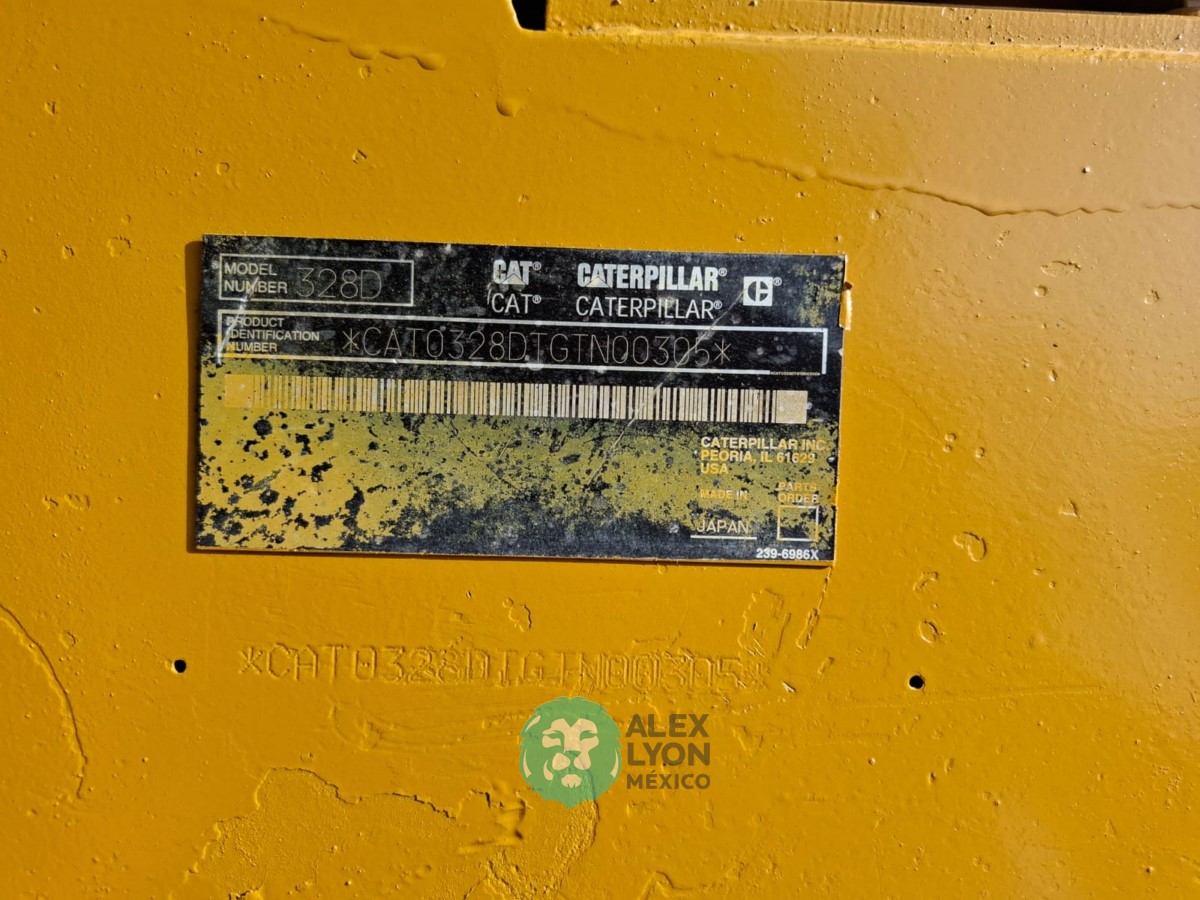 MODEL
NUMBER 328D
CAT® CATERPILLAR®
CAT® CATERPILLAR®
PRODUCT
IDENTIFICATION
NUMBER
*CAT0328DTGTN00305*
CATERPILLAR INC.
PEORIA, IL 61629
USA
MADE IN
JAPAN
PARTS
ORDER
239-6986X
*CAT0328DTGTN00305*
ALEX
LYON
MÉXICO